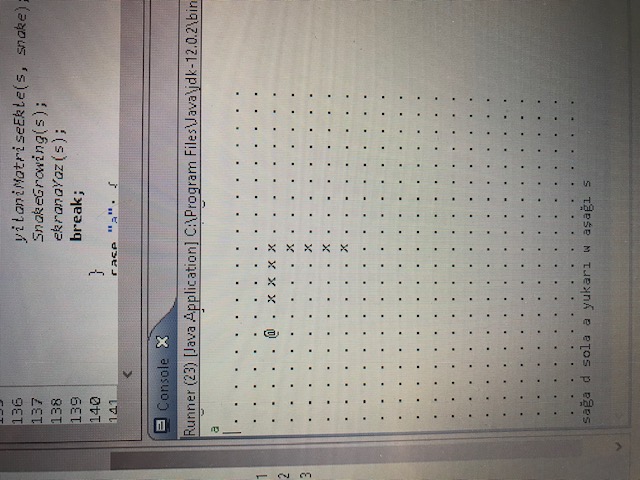 136 yilaniMatriseEkle(s, snake);
137 SnakeGrowing(s);
138 ekranaYaz(s);
139 break;
140 }
141 case "a": {
Console
Runner (23) [Java Application] C:\Program Files\Java\jdk-12.0.2\bin
a
. . . . . . . . . . . . . . . . . . . .
. . . . . . . . . . . . . . . . . . . .
. . . . . @ . x x x x . . . . . . . . .
. . . . . . . . . . x . . . . . . . . .
. . . . . . . . . . x . . . . . . . . .
. . . . . . . . . . x . . . . . . . . .
. . . . . . . . . . x . . . . . . . . .
. . . . . . . . . . . . . . . . . . . .
. . . . . . . . . . . . . . . . . . . .
. . . . . . . . . . . . . . . . . . . .
. . . . . . . . . . . . . . . . . . . .
. . . . . . . . . . . . . . . . . . . .
. . . . . . . . . . . . . . . . . . . .
. . . . . . . . . . . . . . . . . . . .
. . . . . . . . . . . . . . . . . . . .
. . . . . . . . . . . . . . . . . . . .
. . . . . . . . . . . . . . . . . . . .
. . . . . . . . . . . . . . . . . . . .
. . . . . . . . . . . . . . . . . . . .
. . . . . . . . . . . . . . . . . . . .
sağa d sola a yukarı w aşağı s
1
2
3